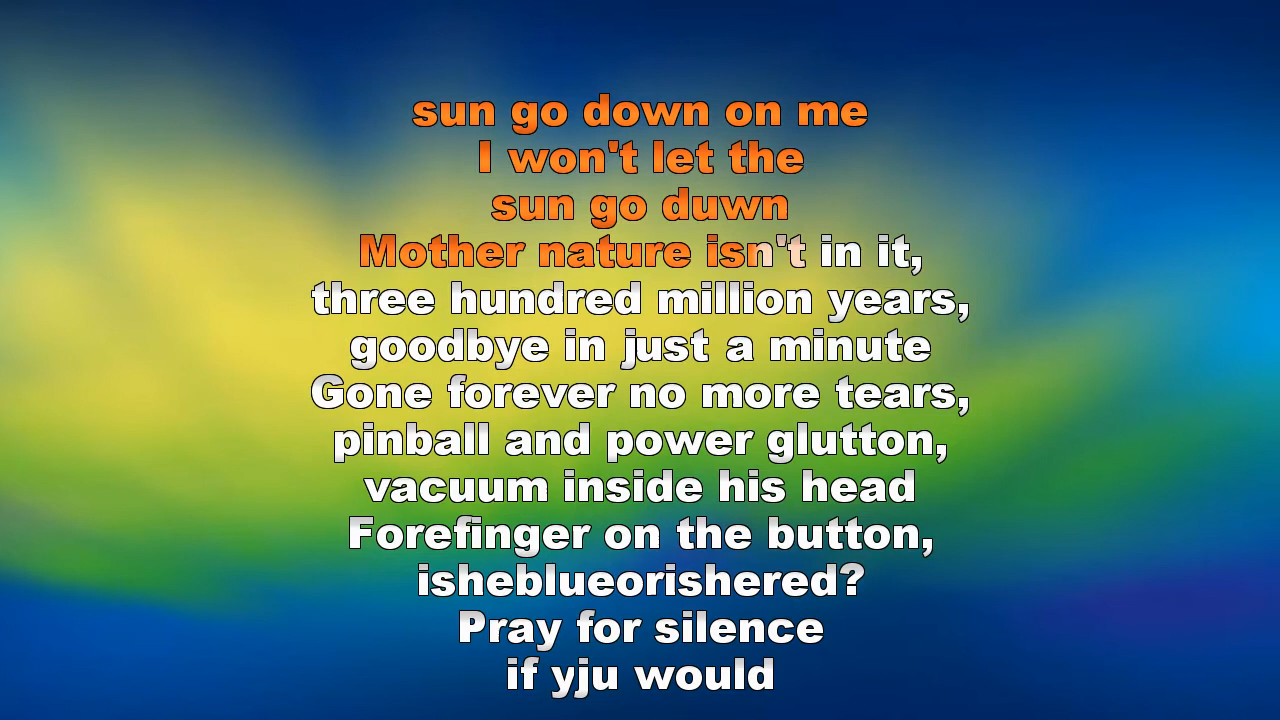 sun go down on me
I won't let the
sun go duwn
Mother nature isn't in it,
three hundred million years,
goodbye in just a minute
Gone forever no more tears,
pinball and power glutton,
vacuum inside his head
Forefinger on the button,
isheblueorishered?
Pray for silence
if yju would